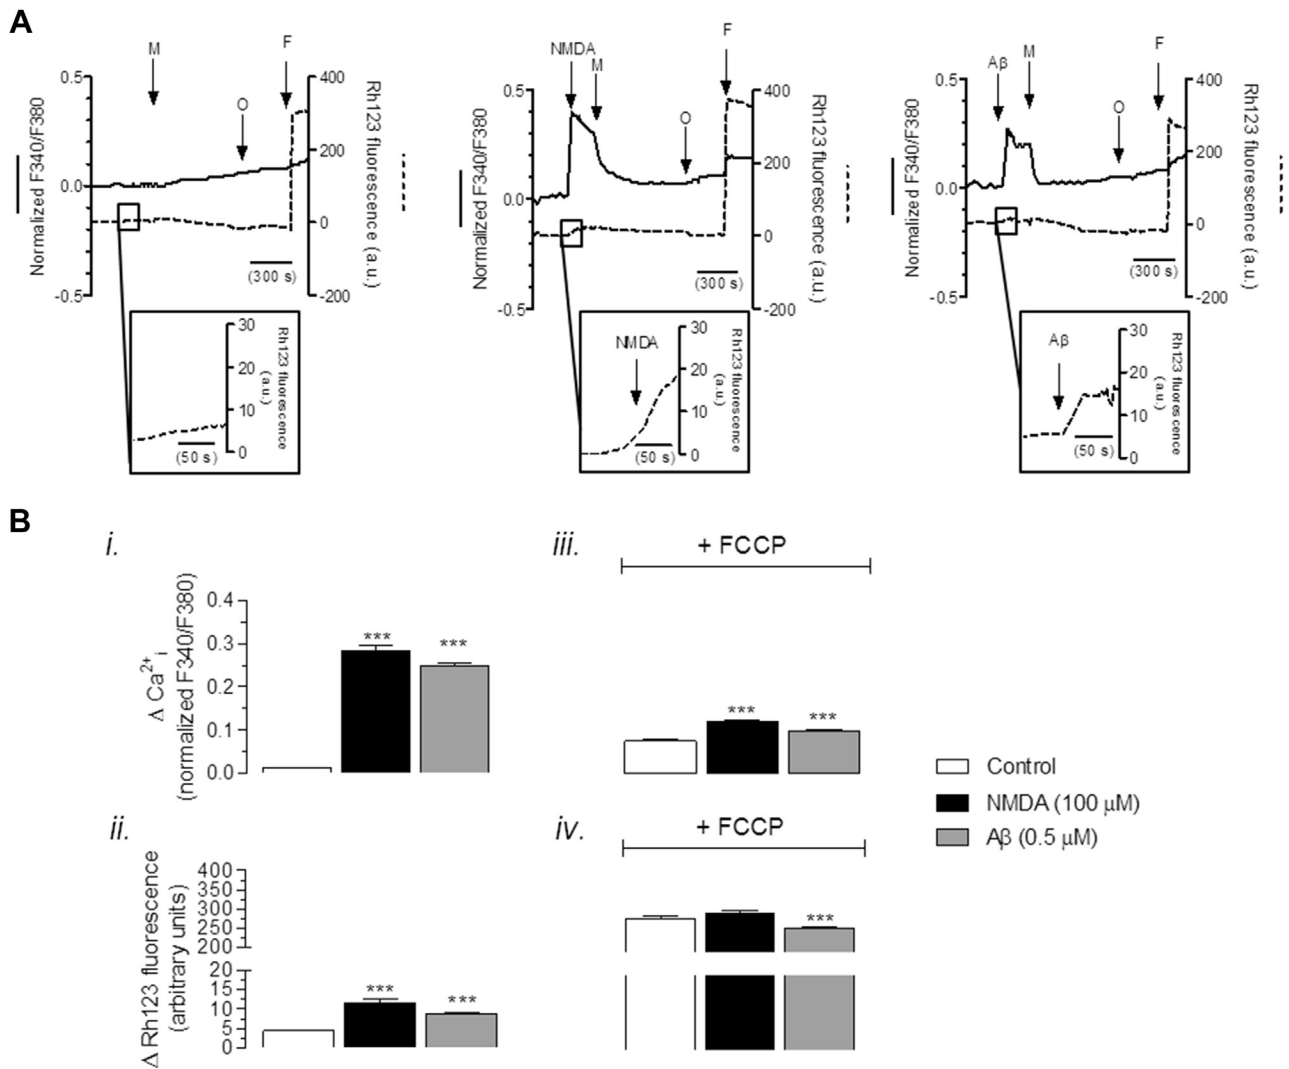 A
M
O
F
0.5
0.0
-0.5
Normalized F340/F380
400
200
0
-200
Rh123 fluorescence (a.u.)
(300 s)
30
20
10
0
Rh123 fluorescence
(a.u.)
(50 s)
NMDA
M
O
F
0.5
0.0
-0.5
Normalized F340/F380
400
200
0
-200
Rh123 fluorescence (a.u.)
(300 s)
NMDA
30
20
10
0
Rh123 fluorescence
(a.u.)
(50 s)
Aβ
M
O
F
0.5
0.0
-0.5
Normalized F340/F380
400
200
0
-200
Rh123 fluorescence (a.u.)
(300 s)
Aβ
30
20
10
0
Rh123 fluorescence
(a.u.)
(50 s)
B
i.
Δ Ca²⁺i
(normalized F340/F380)
0.4
0.3
0.2
0.1
0.0
***
***
iii.
+ FCCP
***
***
Control
NMDA (100 μM)
Aβ (0.5 μM)
ii.
Δ Rh123 fluorescence
(arbitrary units)
400
350
300
250
200
20
15
10
5
0
***
***
iv.
+ FCCP
***